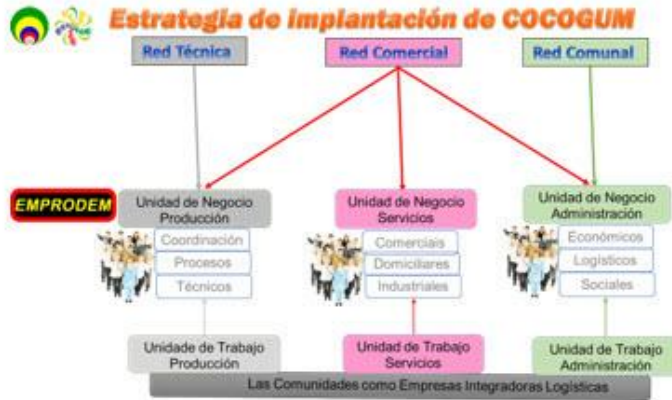 Estrategia de implantación de COCOGUM
Red Técnica
Red Comercial
Red Comunal
EMPRODEM
Unidad de Negocio
Producción
Unidad de Negocio
Servicios
Unidad de Negocio
Administración
Coordinación
Procesos
Técnicos
Comerciais
Domiciliares
Industriales
Económicos
Logísticos
Sociales
Unidade de Trabajo
Producción
Unidad de Trabajo
Servicios
Unidad de Trabajo
Administración
Las Comunidades como Empresas Integradoras Logísticas